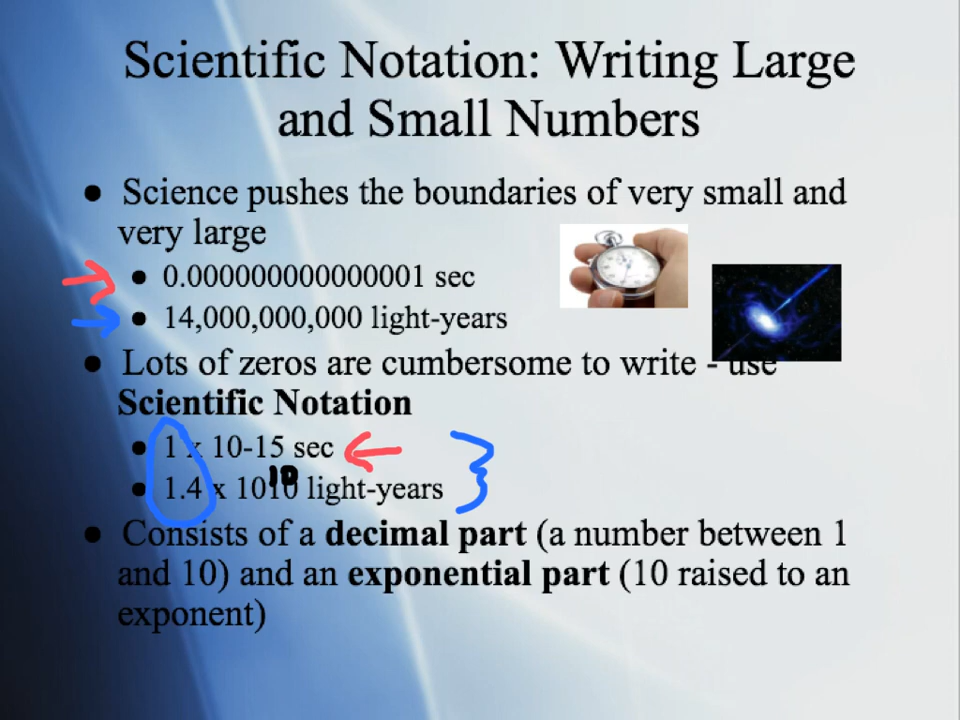 Scientific Notation: Writing Large
and Small Numbers
• Science pushes the boundaries of very small and
very large
• 0.000000000000001 sec
• 14,000,000,000 light-years
• Lots of zeros are cumbersome to write - use
Scientific Notation
• 1 x 10-15 sec
10
• 1.4 x 1010 light-years
• Consists of a decimal part (a number between 1
and 10) and an exponential part (10 raised to an
exponent)